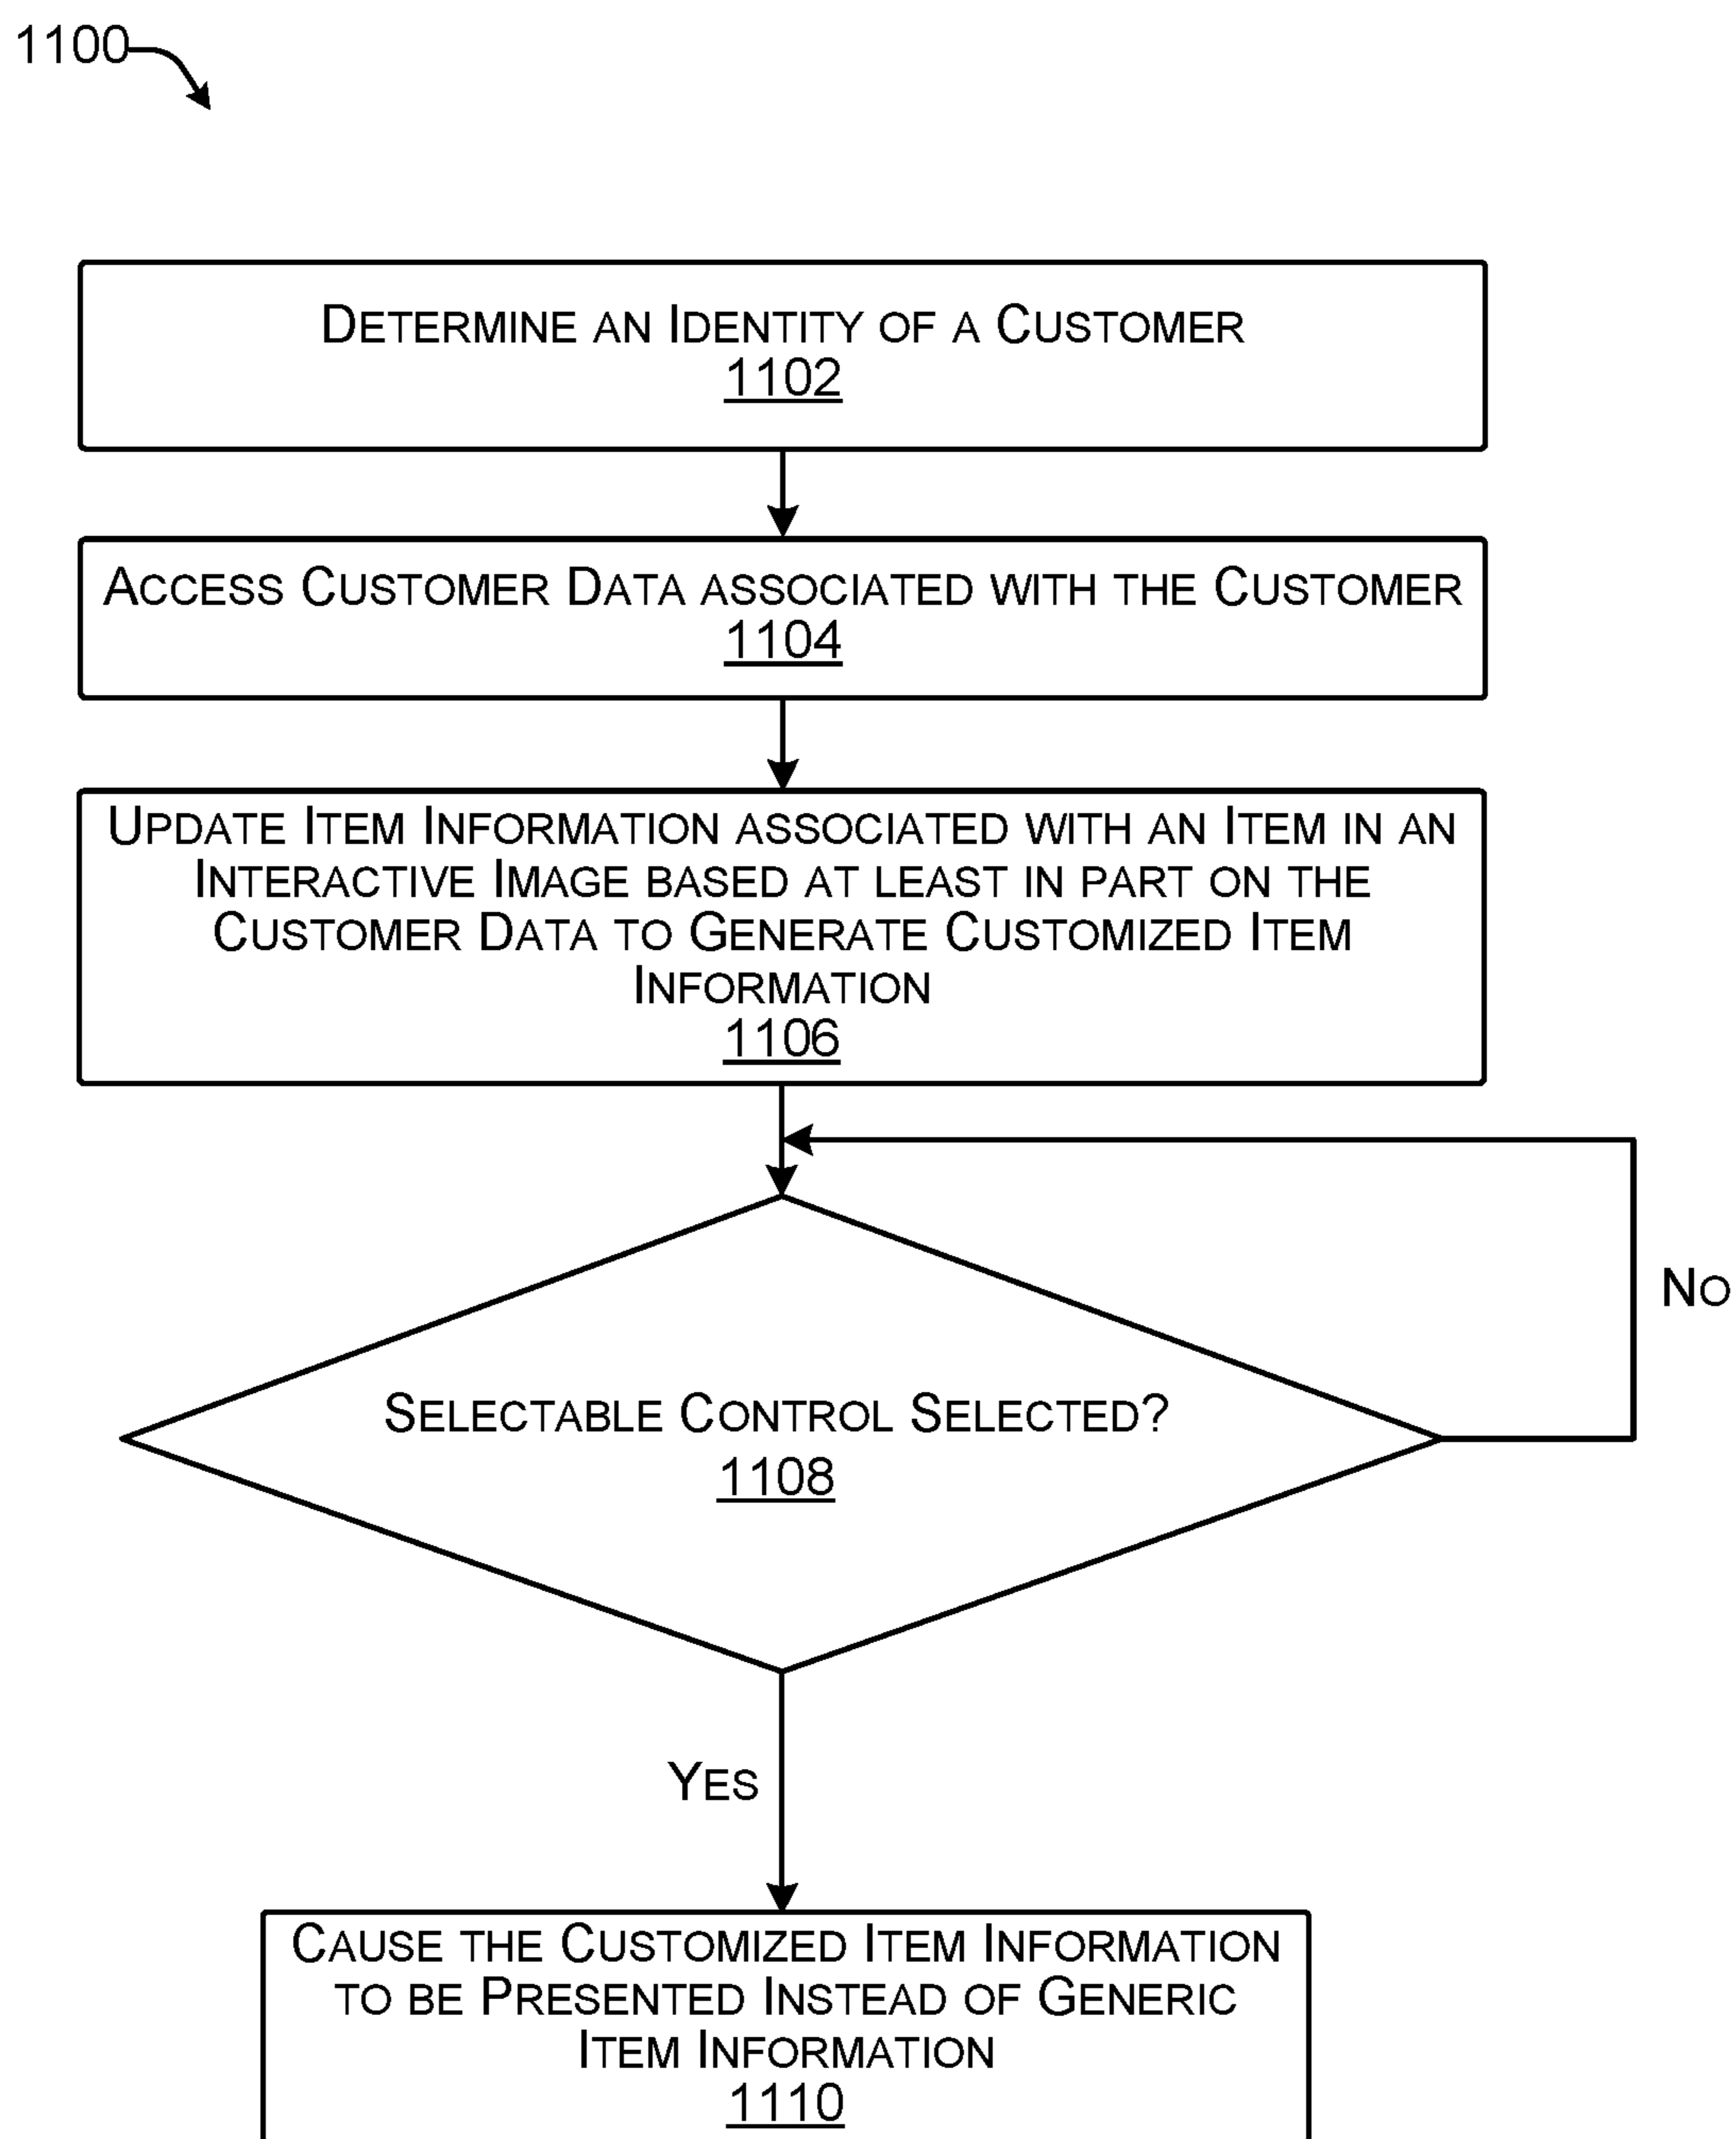 1100
DETERMINE AN IDENTITY OF A CUSTOMER
1102
ACCESS CUSTOMER DATA ASSOCIATED WITH THE CUSTOMER
1104
UPDATE ITEM INFORMATION ASSOCIATED WITH AN ITEM IN AN
INTERACTIVE IMAGE BASED AT LEAST IN PART ON THE
CUSTOMER DATA TO GENERATE CUSTOMIZED ITEM
INFORMATION
1106
NO
SELECTABLE CONTROL SELECTED?
1108
YES
CAUSE THE CUSTOMIZED ITEM INFORMATION
TO BE PRESENTED INSTEAD OF GENERIC
ITEM INFORMATION
1110